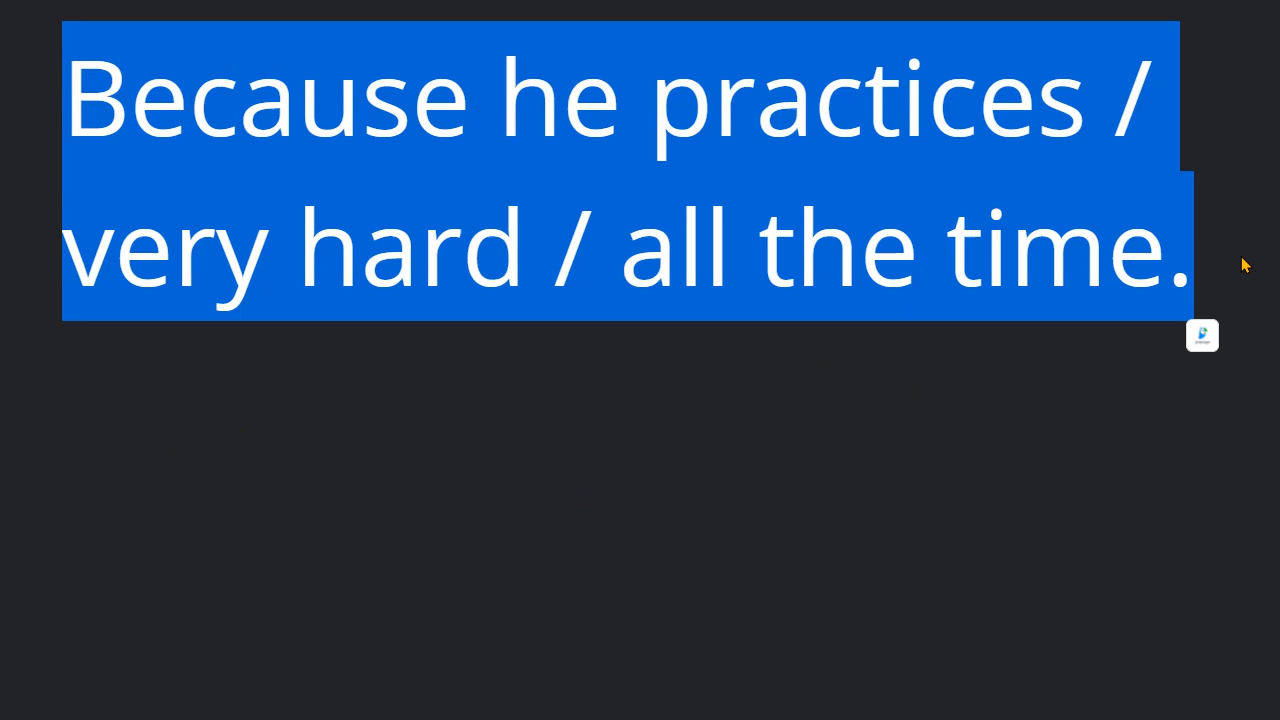 Because he practices /
very hard / all the time.